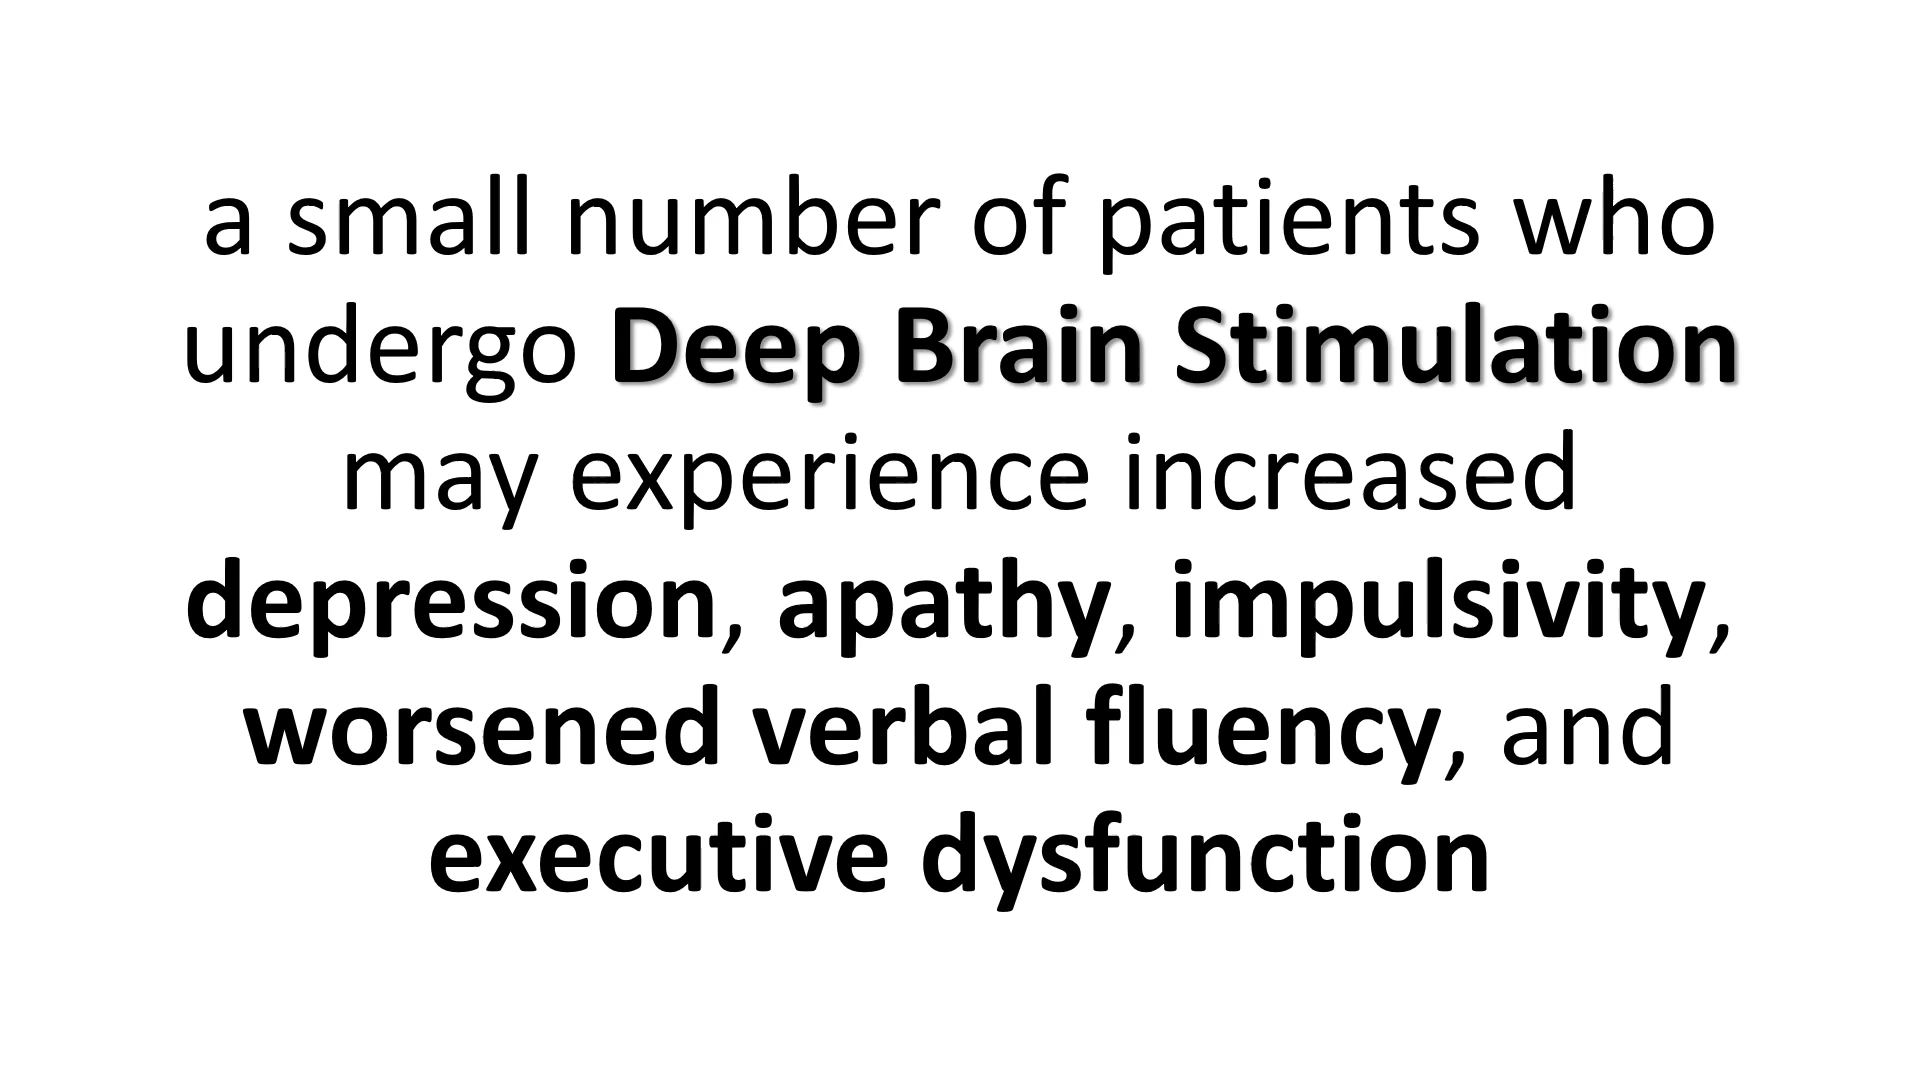 a small number of patients who
undergo Deep Brain Stimulation
may experience increased
depression, apathy, impulsivity,
worsened verbal fluency, and
executive dysfunction